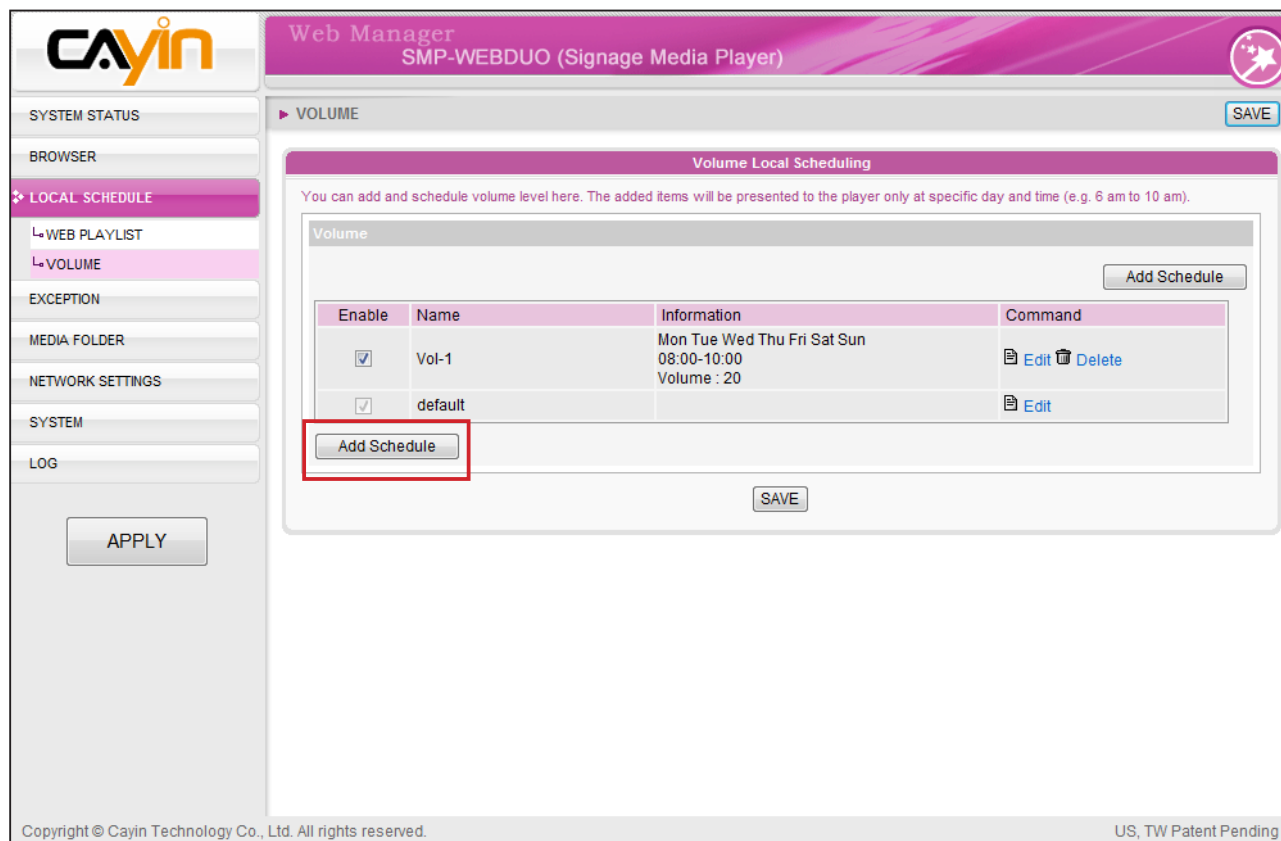 CAyin
Web Manager
SMP-WEBDUO (Signage Media Player)
SYSTEM STATUS
BROWSER
LOCAL SCHEDULE
WEB PLAYLIST
VOLUME
EXCEPTION
MEDIA FOLDER
NETWORK SETTINGS
SYSTEM
LOG
APPLY
VOLUME
SAVE
Volume Local Scheduling
You can add and schedule volume level here. The added items will be presented to the player only at specific day and time (e.g. 6 am to 10 am).
Volume
Add Schedule
Enable Name Information Command
Vol-1 Mon Tue Wed Thu Fri Sat Sun Edit Delete
08:00-10:00
Volume : 20
default Edit
Add Schedule
SAVE
Copyright © Cayin Technology Co., Ltd. All rights reserved.
US, TW Patent Pending